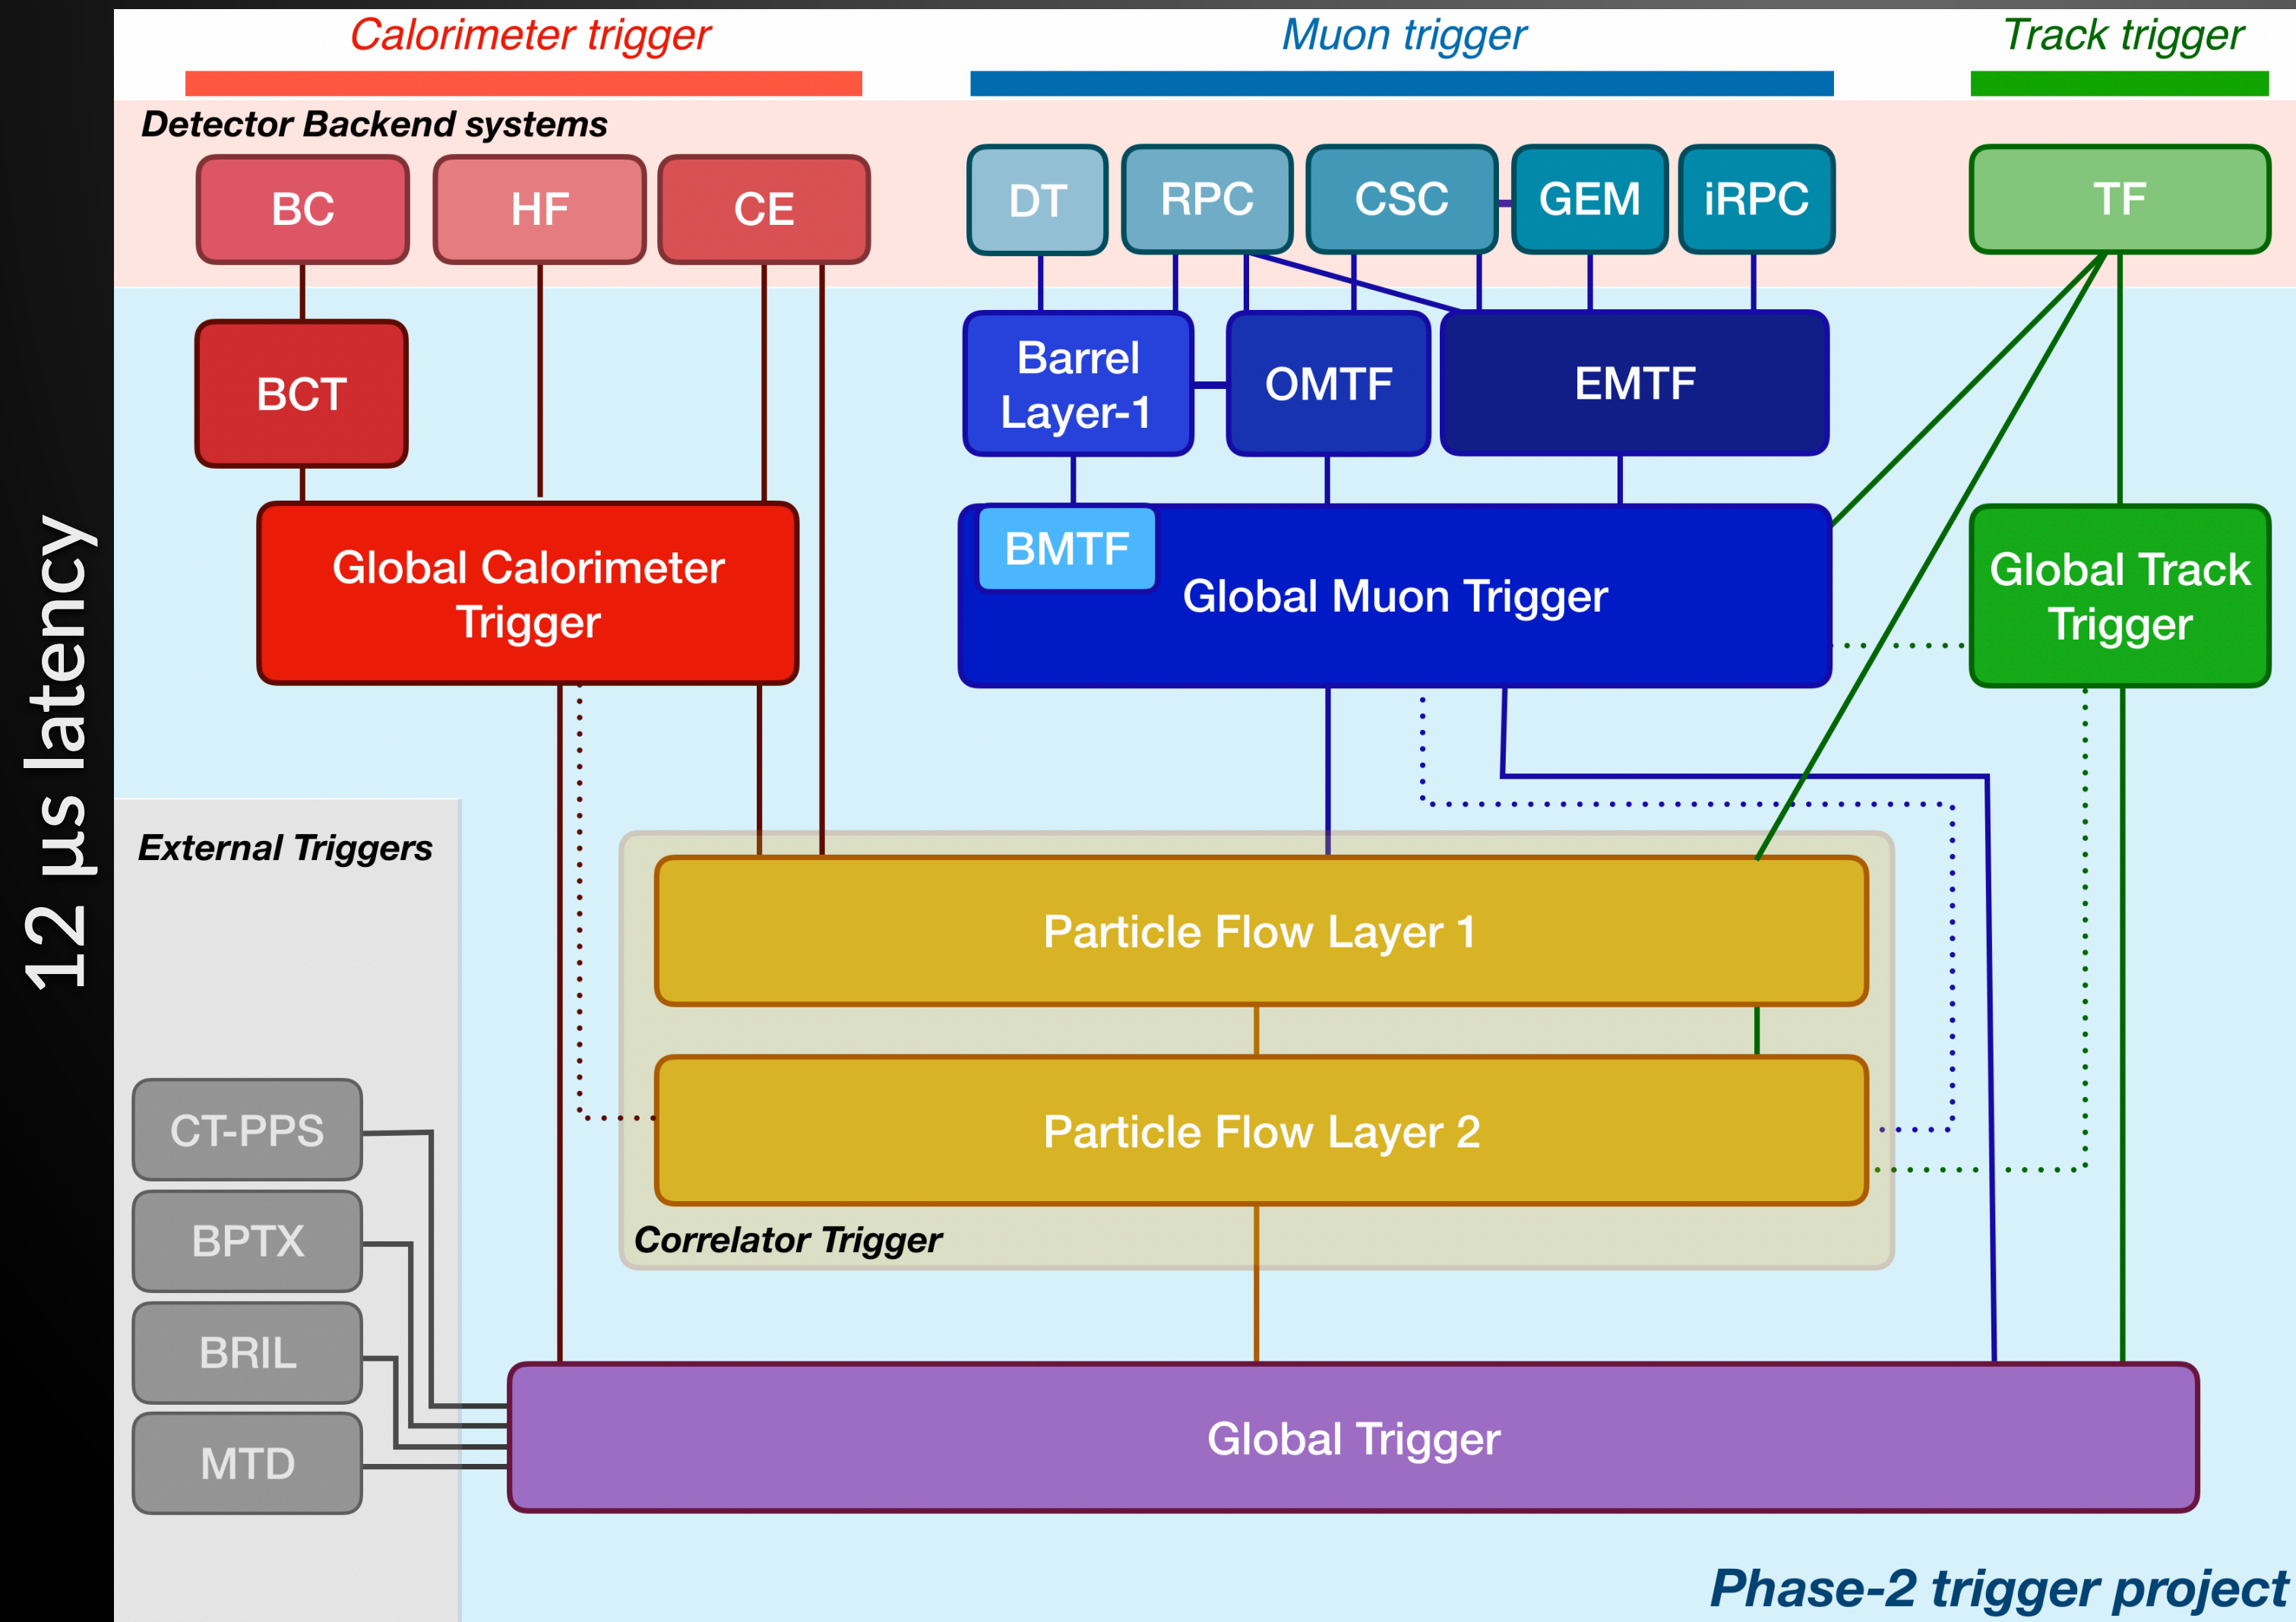 Calorimeter trigger
Muon trigger
Track trigger
Detector Backend systems
BC
HF
CE
DT
RPC
CSC
GEM
iRPC
TF
BCT
Barrel
Layer-1
OMTF
EMTF
Global Calorimeter
Trigger
BMTF
Global Muon Trigger
Global Track
Trigger
12 µs latency
External Triggers
Particle Flow Layer 1
Particle Flow Layer 2
Correlator Trigger
CT-PPS
BPTX
BRIL
MTD
Global Trigger
Phase-2 trigger project